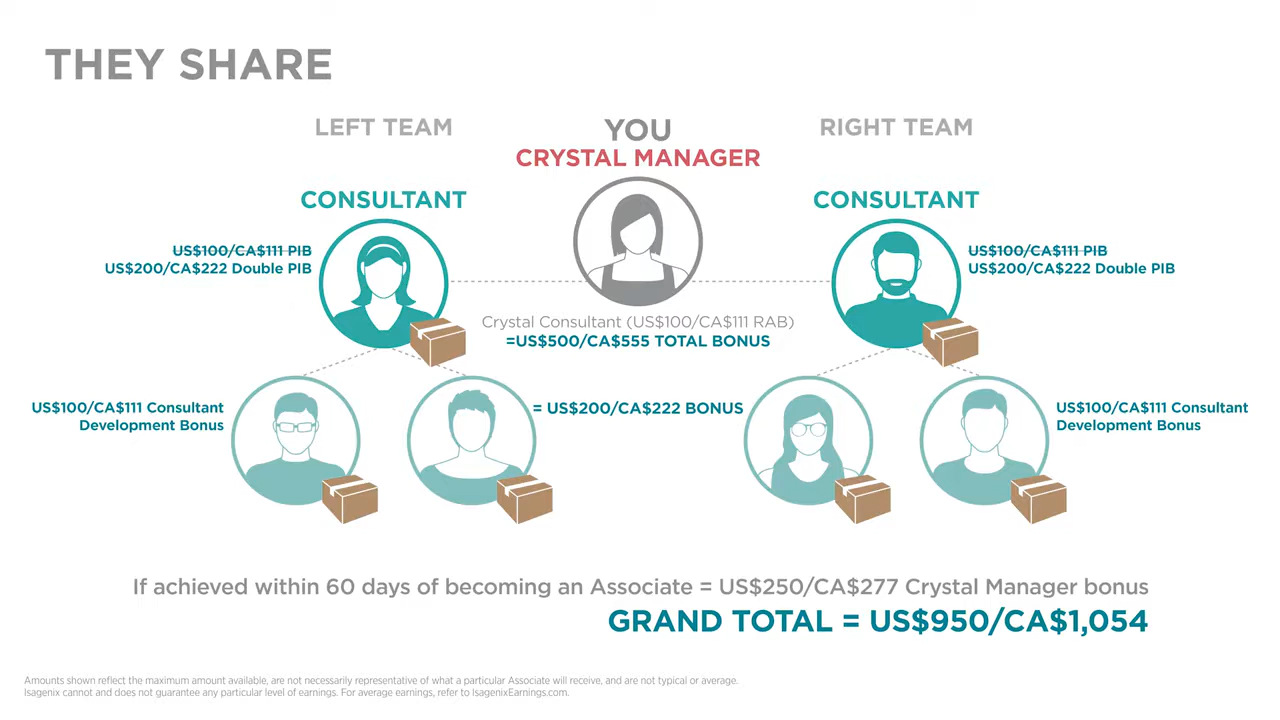 THEY SHARE
LEFT TEAM
YOU
RIGHT TEAM
CRYSTAL MANAGER
CONSULTANT
CONSULTANT
US$100/CA$111 PIB
US$200/CA$222 Double PIB
US$100/CA$111 PIB
US$200/CA$222 Double PIB
Crystal Consultant (US$100/CA$111 RAB)
=US$500/CA$555 TOTAL BONUS
US$100/CA$111 Consultant
Development Bonus
= US$200/CA$222 BONUS
US$100/CA$111 Consultant
Development Bonus
If achieved within 60 days of becoming an Associate = US$250/CA$277 Crystal Manager bonus
GRAND TOTAL = US$950/CA$1,054
Amounts shown reflect the maximum amount available, are not necessarily representative of what a particular Associate will receive, and are not typical or average.
Isagenix cannot and does not guarantee any particular level of earnings. For average earnings, refer to IsagenixEarnings.com.